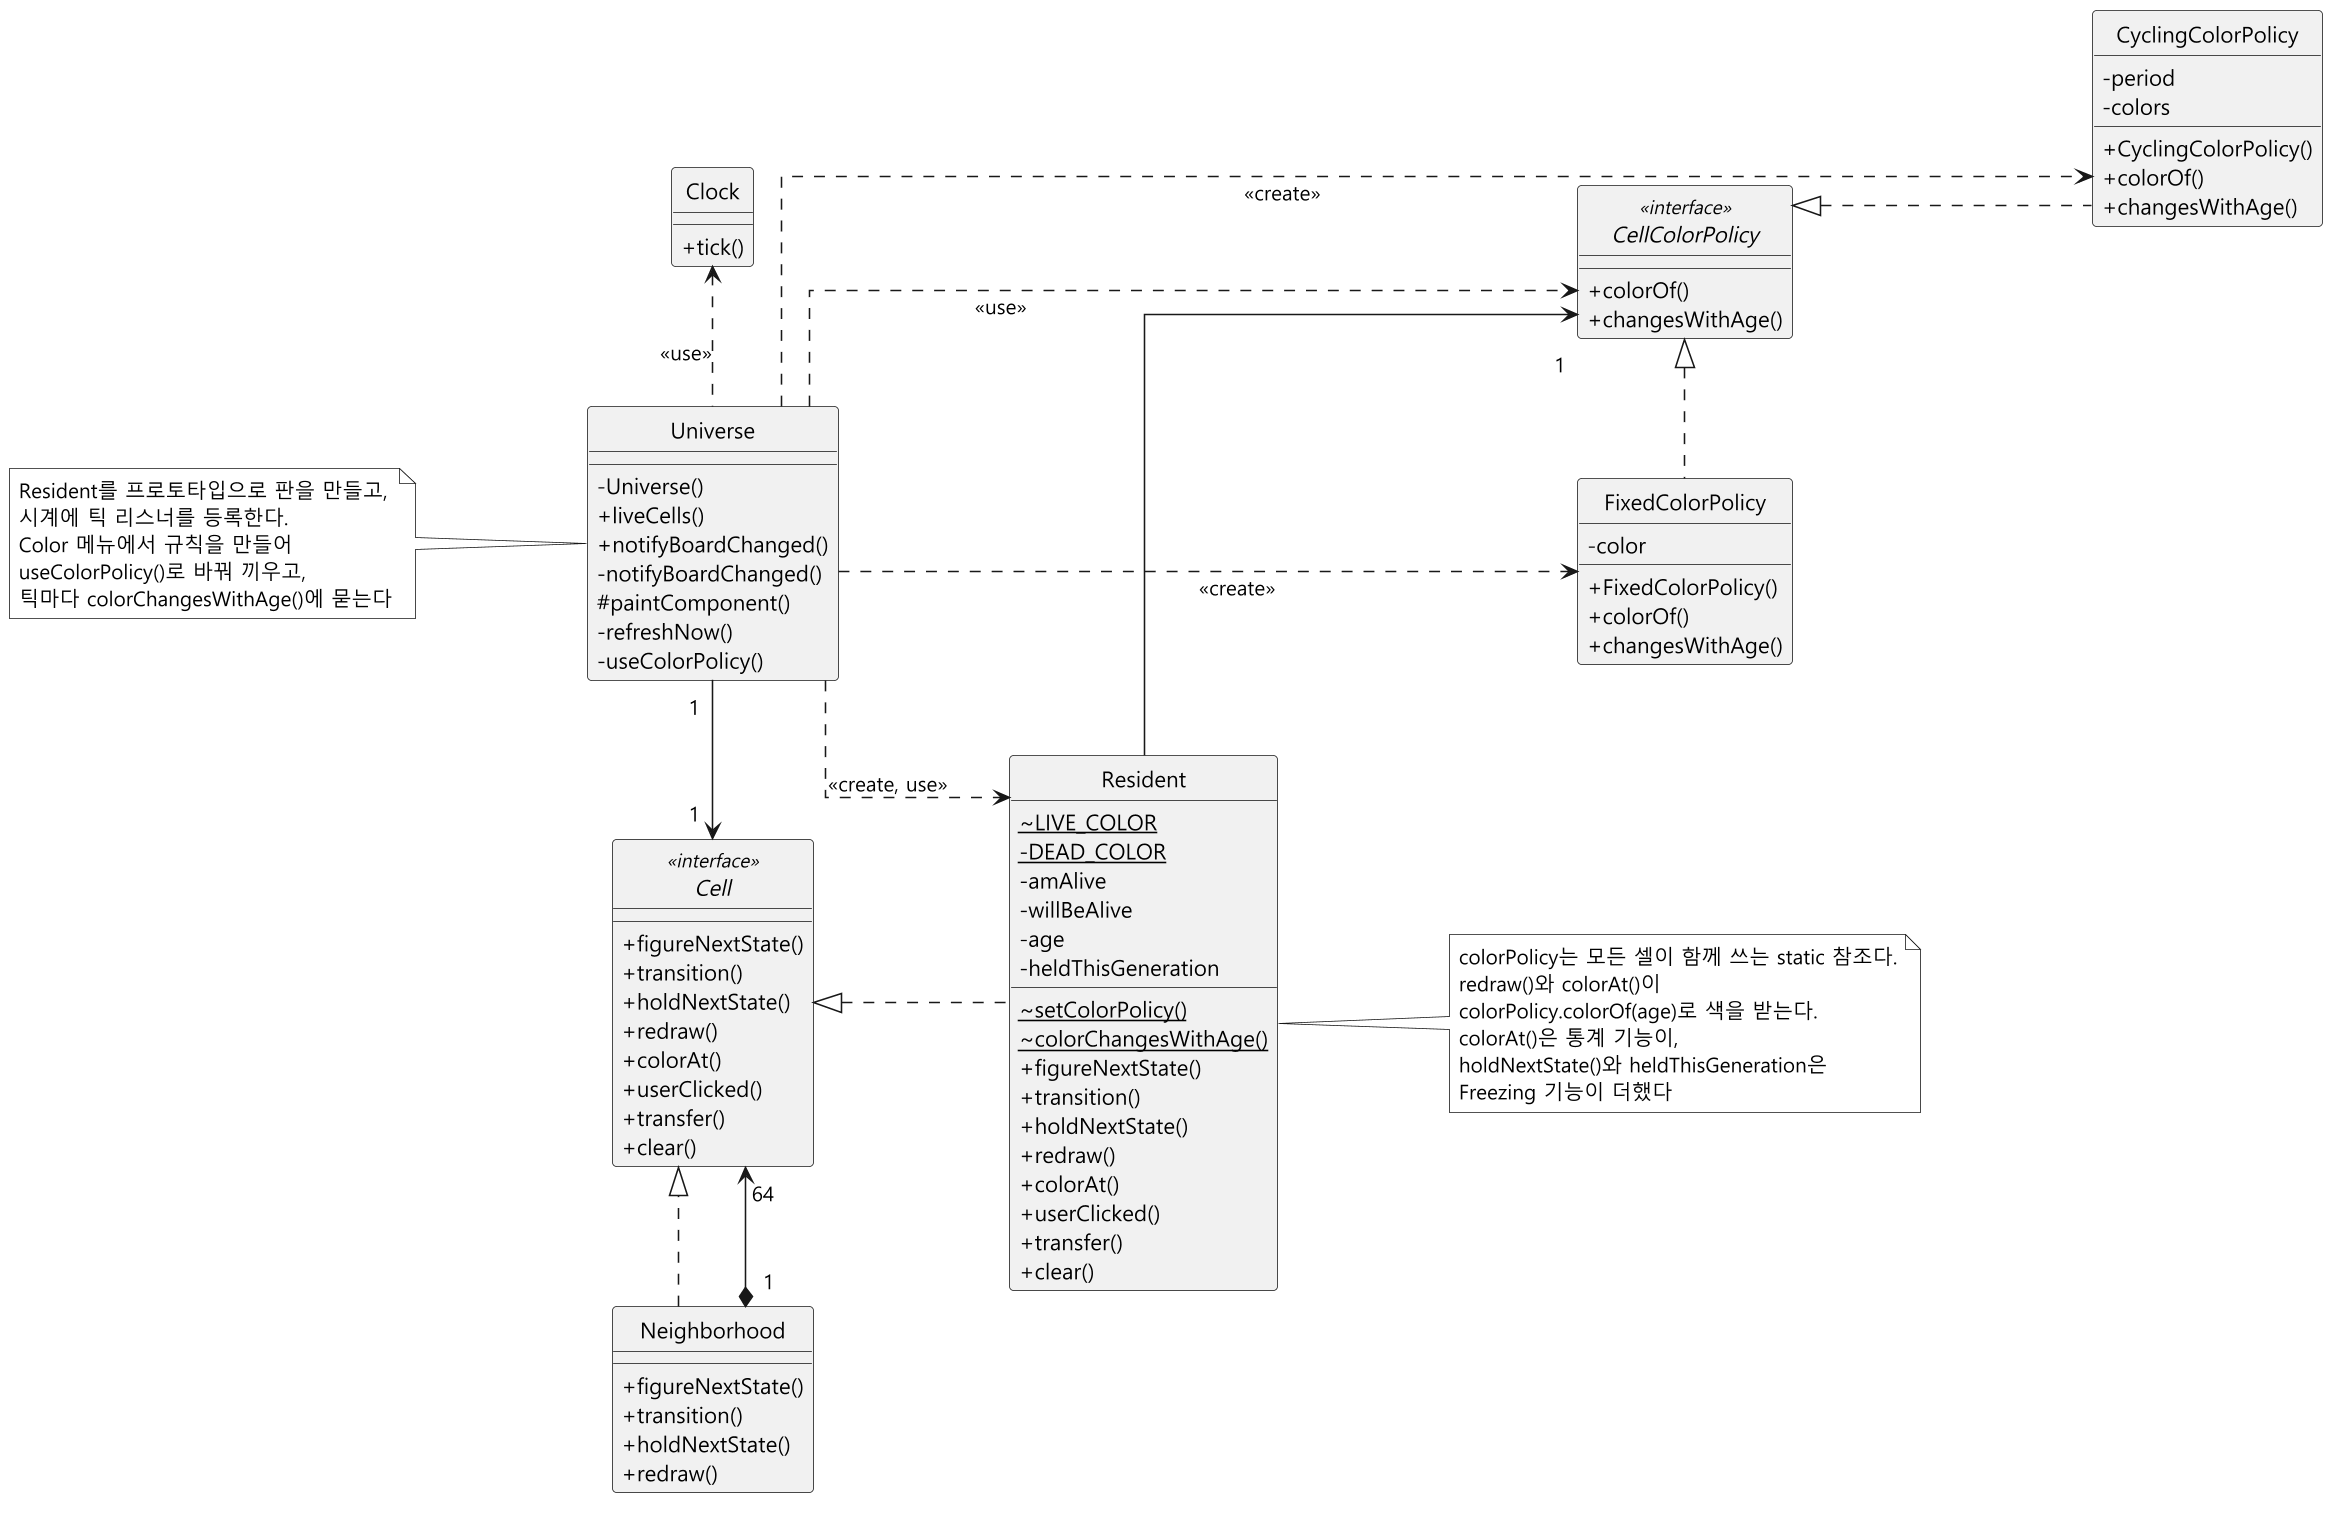 CyclingColorPolicy
-period
-colors
+CyclingColorPolicy()
+colorOf()
+changesWithAge()
Clock
+tick()
«create»
«interface»
CellColorPolicy
+colorOf()
+changesWithAge()
«use»
«use»
1
Universe
-Universe()
+liveCells()
+notifyBoardChanged()
-notifyBoardChanged()
#paintComponent()
-refreshNow()
-useColorPolicy()
Resident를 프로토타입으로 판을 만들고,
시계에 틱 리스너를 등록한다.
Color 메뉴에서 규칙을 만들어
useColorPolicy()로 바꿔 끼우고,
틱마다 colorChangesWithAge()에 묻는다
FixedColorPolicy
-color
+FixedColorPolicy()
+colorOf()
+changesWithAge()
«create»
1
«create, use»
1
Resident
~LIVE_COLOR
-DEAD_COLOR
-amAlive
-willBeAlive
-age
-heldThisGeneration
~setColorPolicy()
~colorChangesWithAge()
+figureNextState()
+transition()
+holdNextState()
+redraw()
+colorAt()
+userClicked()
+transfer()
+clear()
«interface»
Cell
+figureNextState()
+transition()
+holdNextState()
+redraw()
+colorAt()
+userClicked()
+transfer()
+clear()
colorPolicy는 모든 셀이 함께 쓰는 static 참조다.
redraw()와 colorAt()이
colorPolicy.colorOf(age)로 색을 받는다.
colorAt()은 통계 기능이,
holdNextState()와 heldThisGeneration은
Freezing 기능이 더했다
64
1
Neighborhood
+figureNextState()
+transition()
+holdNextState()
+redraw()